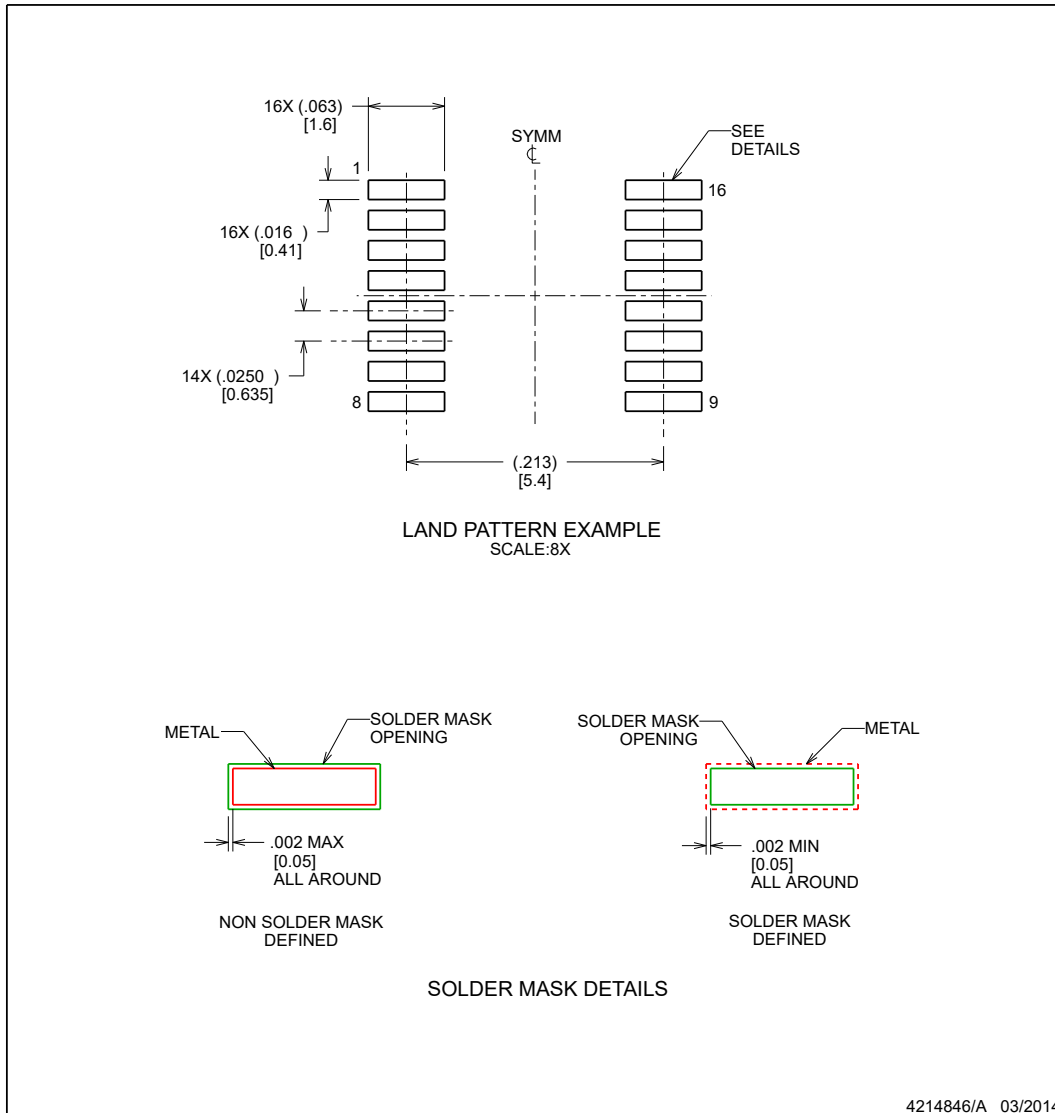 16X (.063)
[1.6]
SYMM
℄
SEE
DETAILS
1
16
16X (.016  )
[0.41]
14X (.0250  )
[0.635]
8
9
(.213)
[5.4]
LAND PATTERN EXAMPLE
SCALE:8X
METAL
SOLDER MASK
OPENING
SOLDER MASK
OPENING
METAL
.002 MAX
[0.05]
ALL AROUND
.002 MIN
[0.05]
ALL AROUND
NON SOLDER MASK
DEFINED
SOLDER MASK
DEFINED
SOLDER MASK DETAILS
4214846/A   03/2014